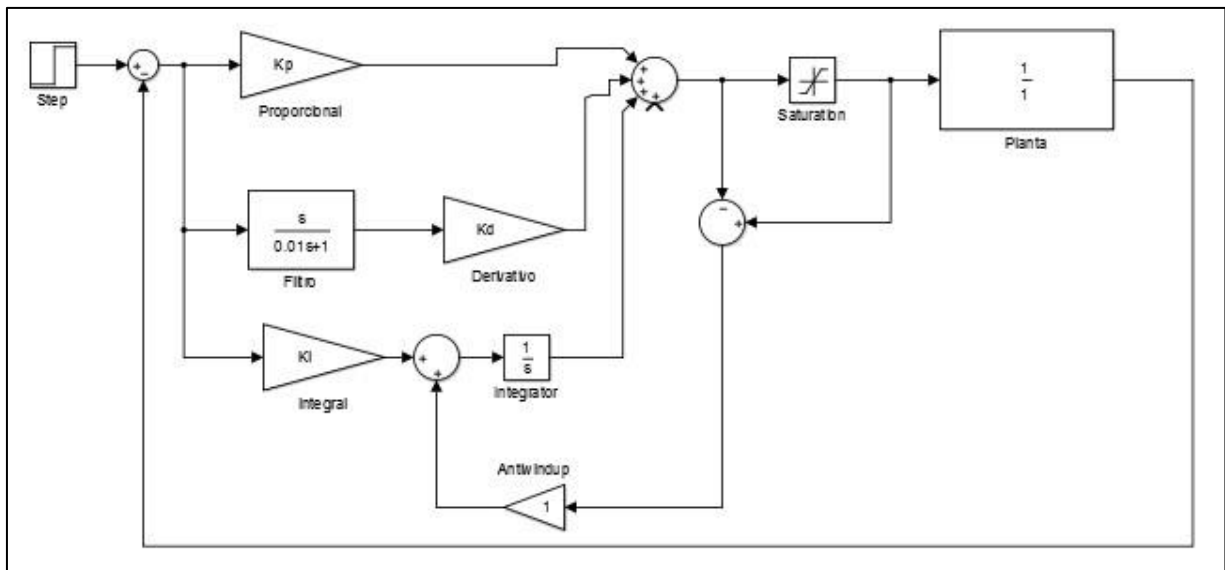 Step
+
-
Kp
Proporcional
s
0.01s+1
Filtro
Kd
Derivativo
KI
Integral
+
+
1
s
Integrator
Antiwindup
1
+
+
+
+
Saturation
-
+
1
1
Planta